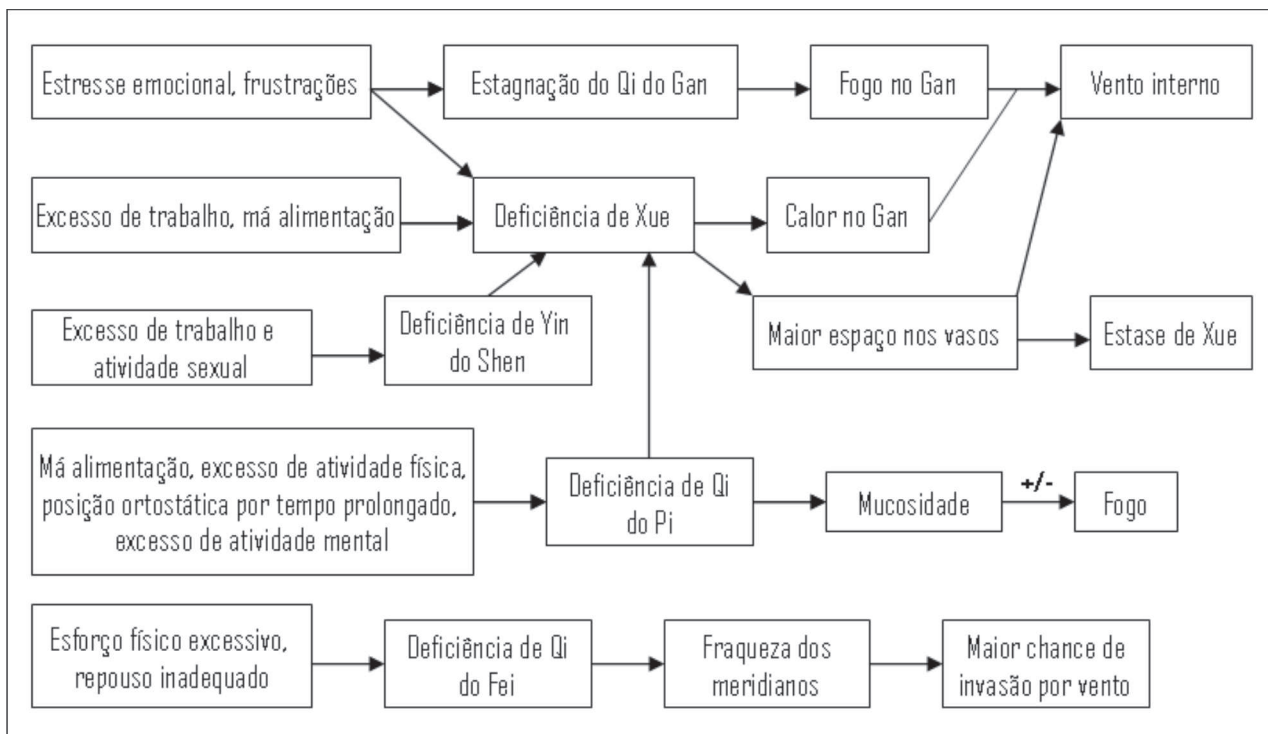 Estresse emocional, frustrações
Estagnação do Qi do Gan
Fogo no Gan
Vento interno
Excesso de trabalho, má alimentação
Deficiência de Xue
Calor no Gan
Excesso de trabalho e
atividade sexual
Deficiência de Yin
do Shen
Maior espaço nos vasos
Estase de Xue
Má alimentação, excesso de atividade física,
posição ortostática por tempo prolongado,
excesso de atividade mental
Deficiência de Qi
do Pi
Mucosidade
+/-
Fogo
Esforço físico excessivo,
repouso inadequado
Deficiência de Qi
do Fei
Fraqueza dos
meridianos
Maior chance de
invasão por vento